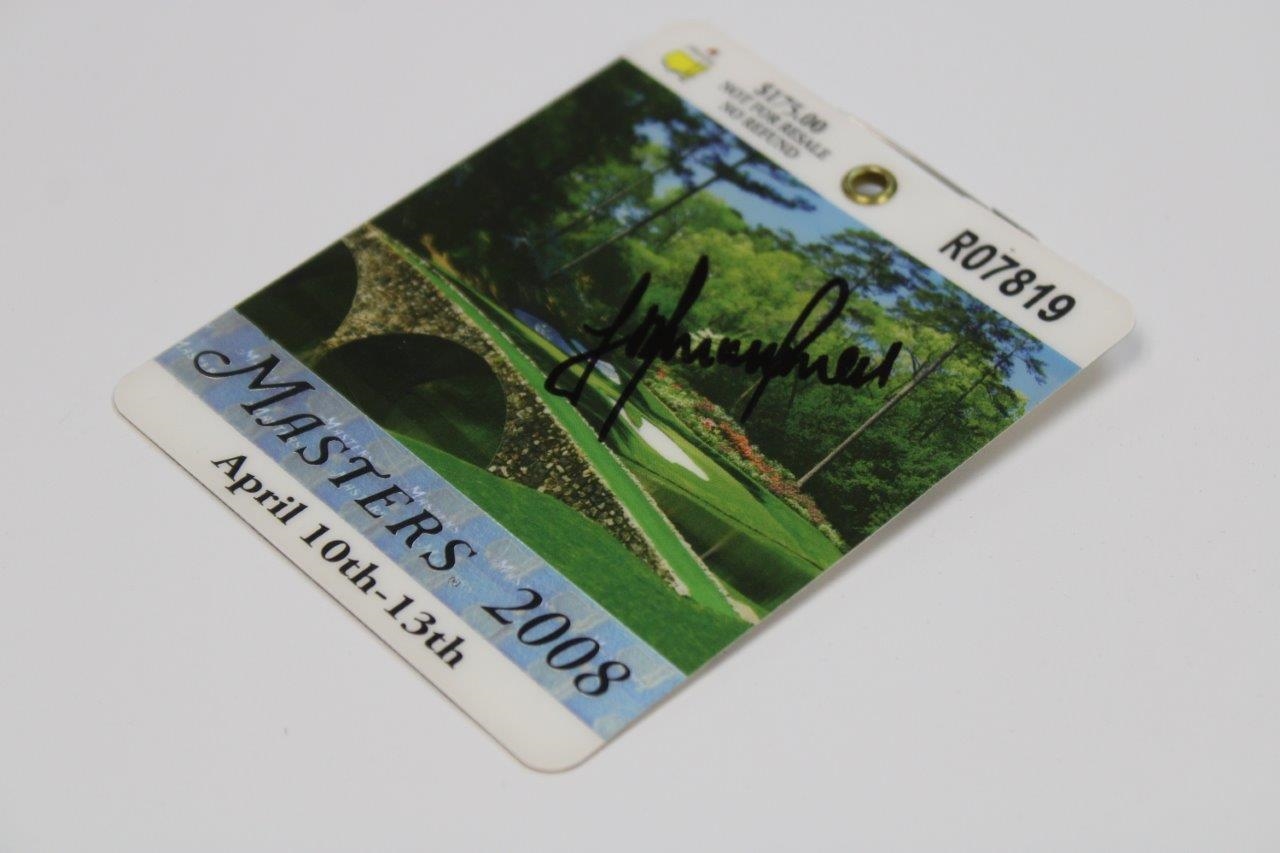 $175.00
NOT FOR RESALE
NO REFUND
R07819
MASTERS® 2008
April 10th-13th